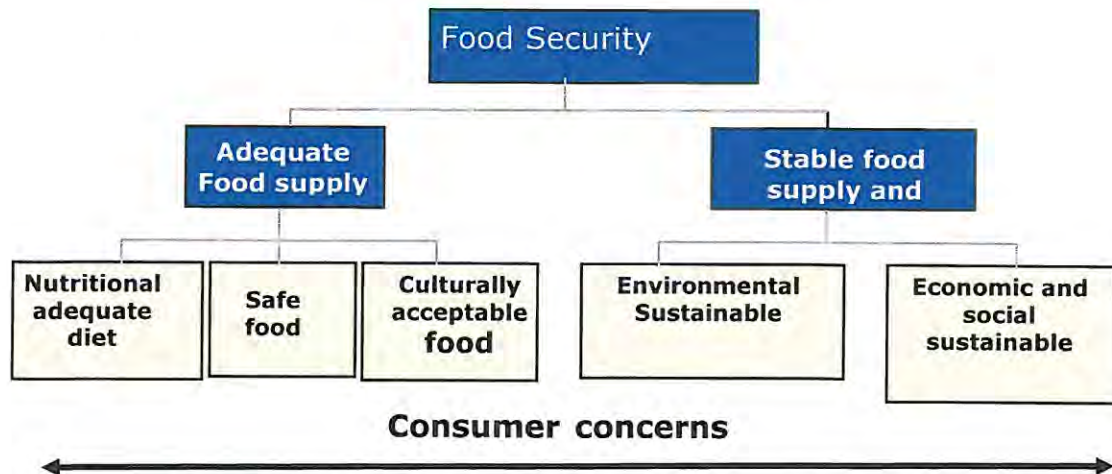 Food Security
Adequate
Food supply
Stable food
supply and
Nutritional
adequate
diet
Safe
food
Culturally
acceptable
food
Environmental
Sustainable
Economic and
social
sustainable
Consumer concerns